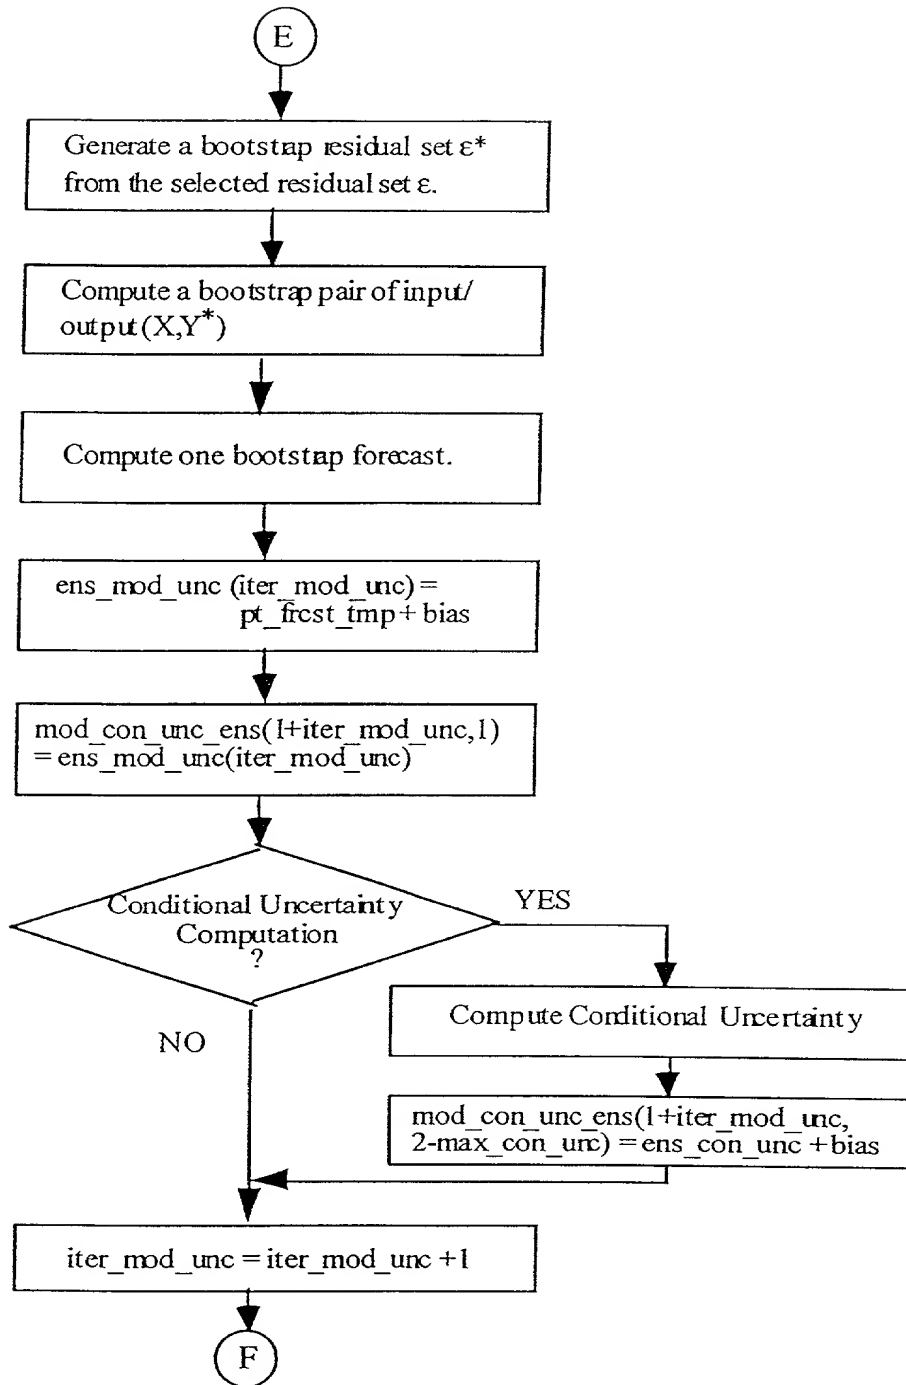 E
Generate a bootstrap residual set ε*
from the selected residual set ε.
Compute a bootstrap pair of input/
output(X,Y*)
Compute one bootstrap forecast.
ens_mod_unc (iter_mod_unc) =
pt_frcst_tmp + bias
mod_con_unc_ens(1+iter_mod_unc,1)
= ens_mod_unc(iter_mod_unc)
Conditional Uncertainty
Computation
?
YES
NO
Compute Conditional Uncertainty
mod_con_unc_ens(1+iter_mod_unc,
2-max_con_unc) = ens_con_unc + bias
iter_mod_unc = iter_mod_unc +1
F